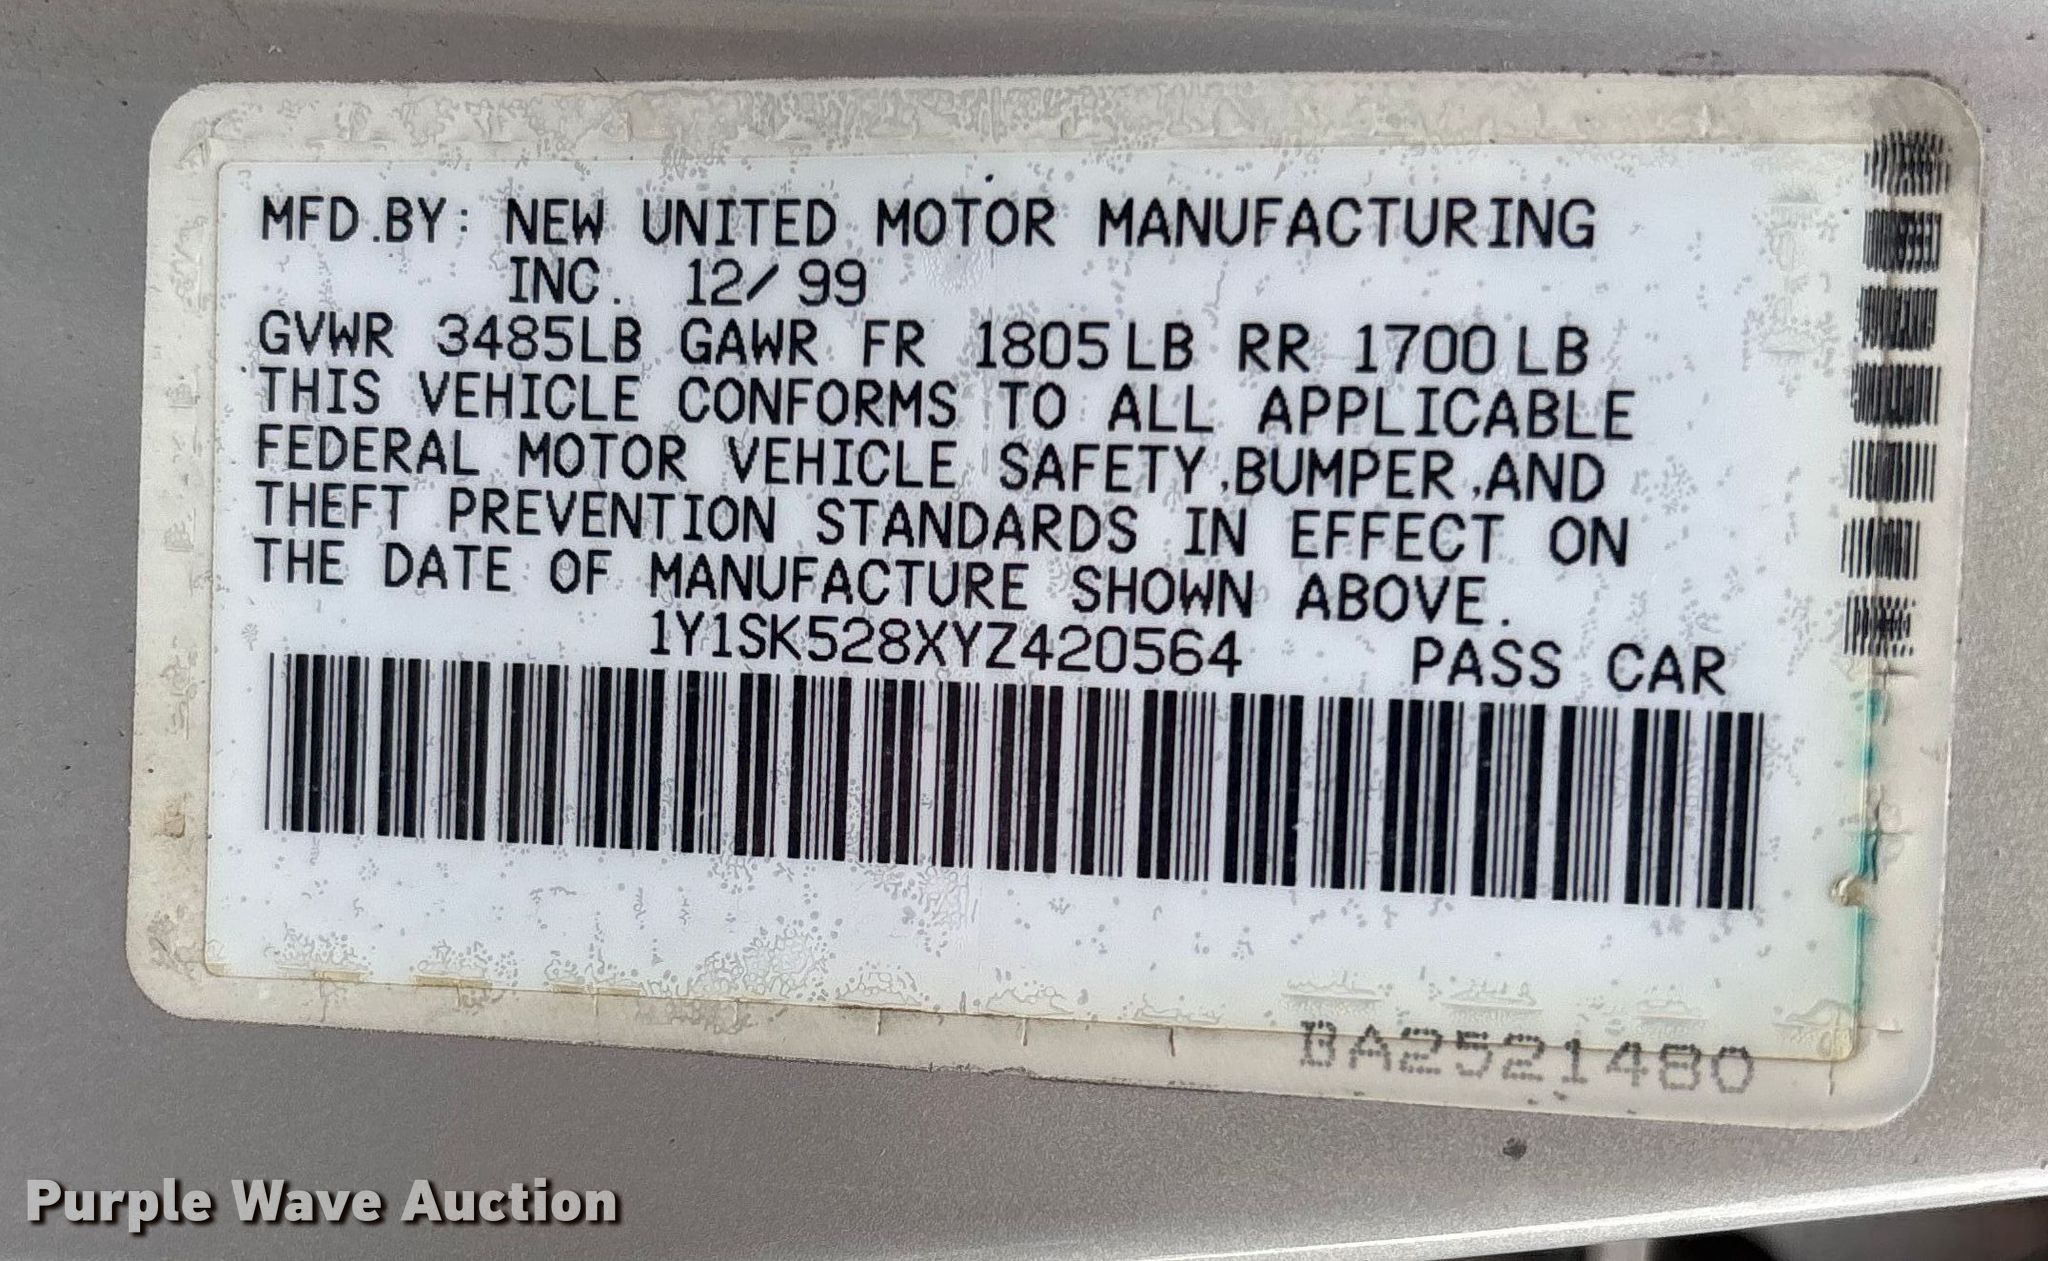 MFD.BY: NEW UNITED MOTOR MANUFACTURING
INC. 12/99
GVWR 3485LB GAWR FR 1805LB RR 1700LB
THIS VEHICLE CONFORMS TO ALL APPLICABLE
FEDERAL MOTOR VEHICLE SAFETY,BUMPER,AND
THEFT PREVENTION STANDARDS IN EFFECT ON
THE DATE OF MANUFACTURE SHOWN ABOVE.
1Y1SK528XYZ420564 PASS CAR
BA2521480
Purple Wave Auction